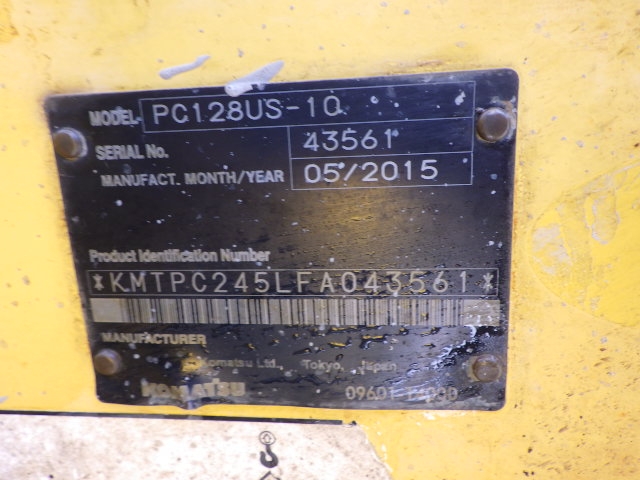 MODEL PC128US-10
SERIAL No. 43561
MANUFACT. MONTH/YEAR 05/2015
Product Identification Number
*KMTPC245LFA043561*
MANUFACTURER
Komatsu Ltd. Tokyo, Japan
KOMATSU